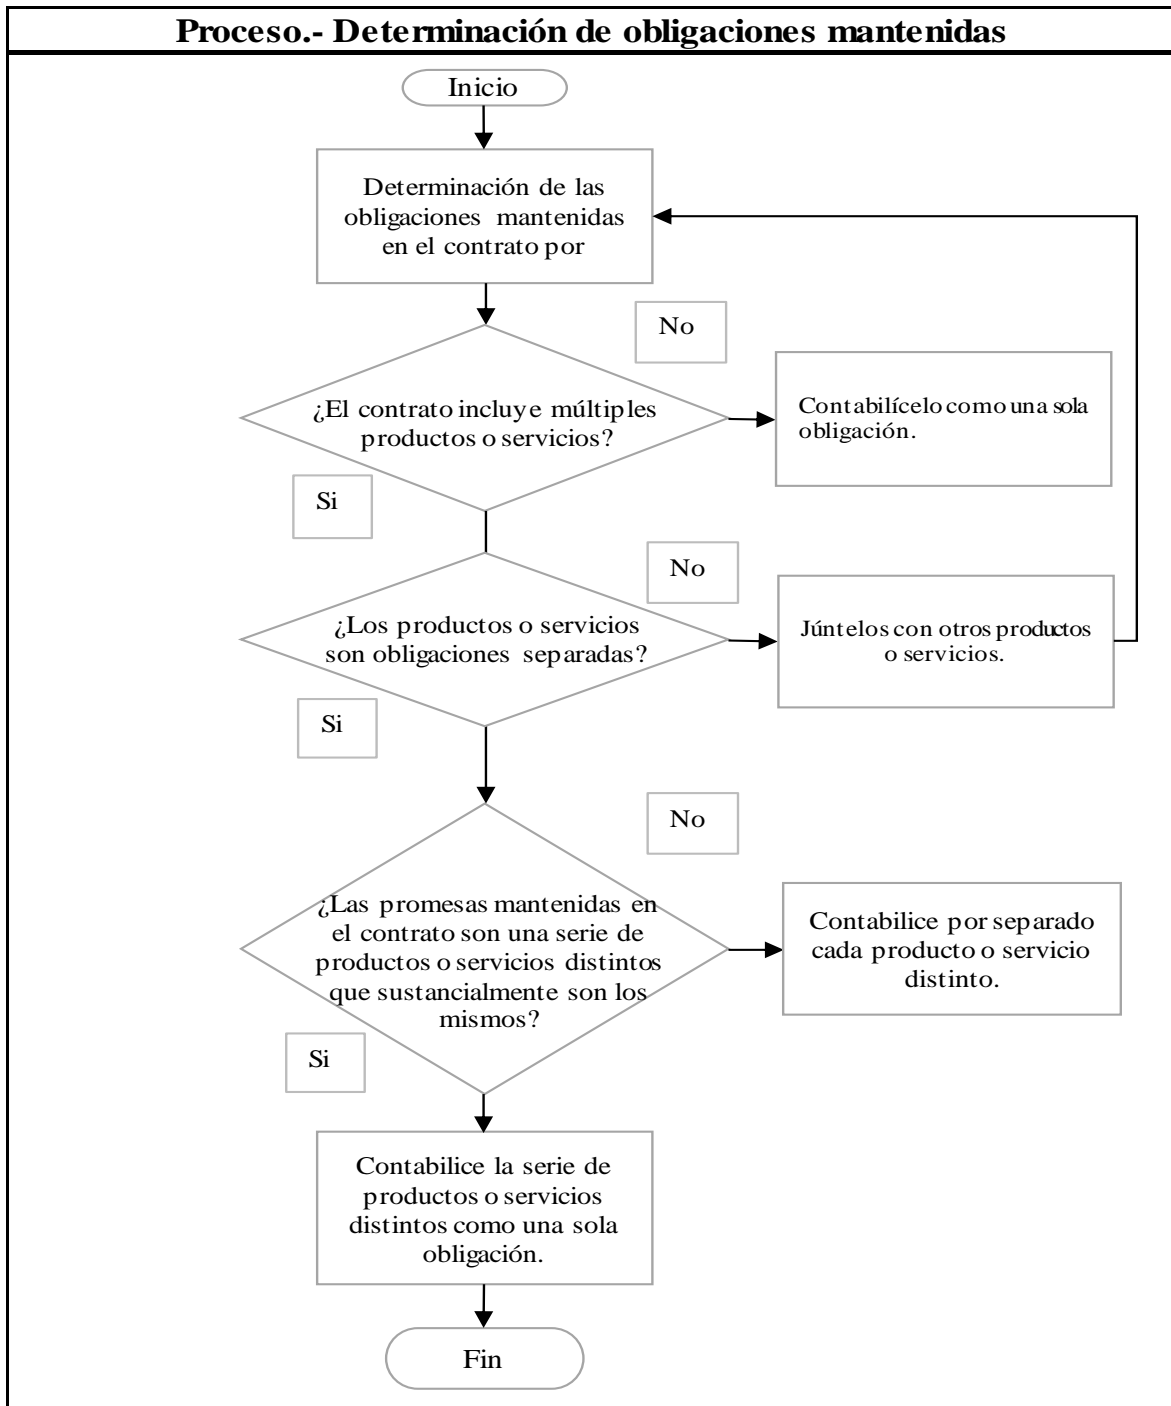 Proceso.- Determinación de obligaciones mantenidas
Inicio
Determinación de las
obligaciones mantenidas
en el contrato por
No
¿El contrato incluye múltiples
productos o servicios?
Contabilícelo como una sola
obligación.
Si
No
¿Los productos o servicios
son obligaciones separadas?
Júntelos con otros productos
o servicios.
Si
No
¿Las promesas mantenidas en
el contrato son una serie de
productos o servicios distintos
que sustancialmente son los
mismos?
Contabilice por separado
cada producto o servicio
distinto.
Si
Contabilice la serie de
productos o servicios
distintos como una sola
obligación.
Fin